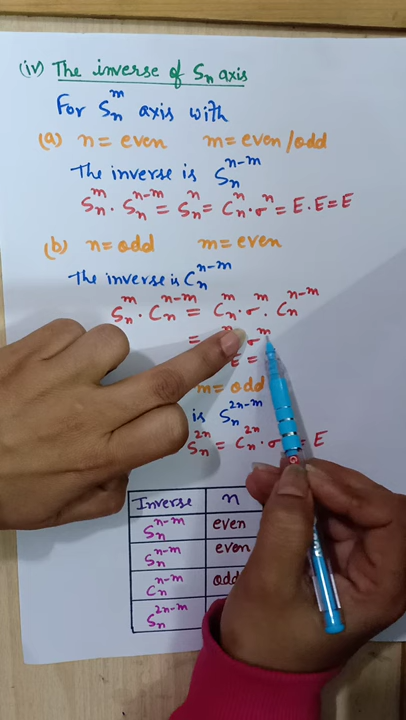 (iv) The inverse of Sₙ axis
For Sₙᵐ axis with
(a) n = even m = even/odd
The inverse is Sₙⁿ⁻ᵐ
Sₙᵐ · Sₙⁿ⁻ᵐ = Sₙⁿ = Cₙⁿ · σⁿ = E · E = E
(b) n = odd m = even
The inverse is Cₙⁿ⁻ᵐ
Sₙᵐ · Cₙⁿ⁻ᵐ = Cₙᵐ · σᵐ · Cₙⁿ⁻ᵐ
= σᵐ
E =
m = odd
is Sₙ²ⁿ⁻ᵐ
Sₙ²ⁿ = Cₙ²ⁿ · σ = E
Inverse n
Sₙⁿ⁻ᵐ even
Sₙⁿ⁻ᵐ even
Cₙⁿ⁻ᵐ odd
Sₙ²ⁿ⁻ᵐ